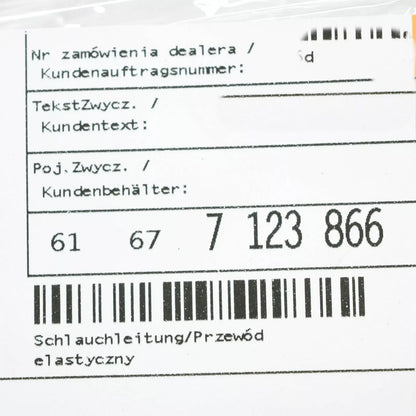 Nr zamówienia dealera /
Kundenauftragsnummer:
TekstZwycz. /
Kundentext:
Poj.Zwycz. /
Kundenbehälter:
61 67 7 123 866
Schlauchleitung/Przewód
elastyczny